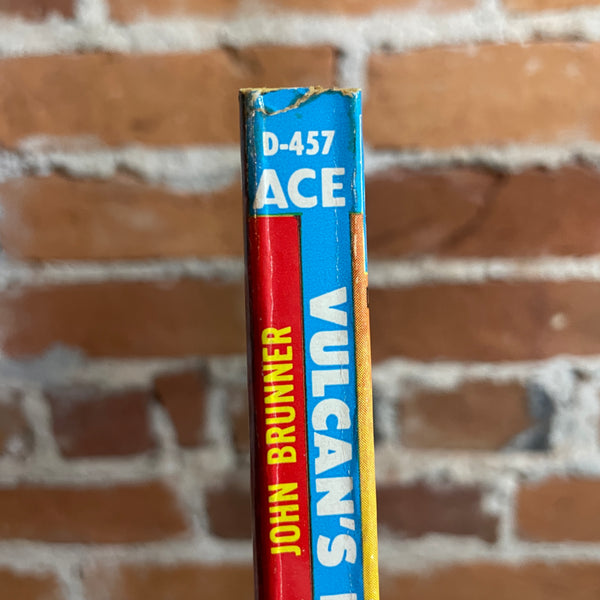 D-457
ACE
VULCAN'S
JOHN BRUNNER